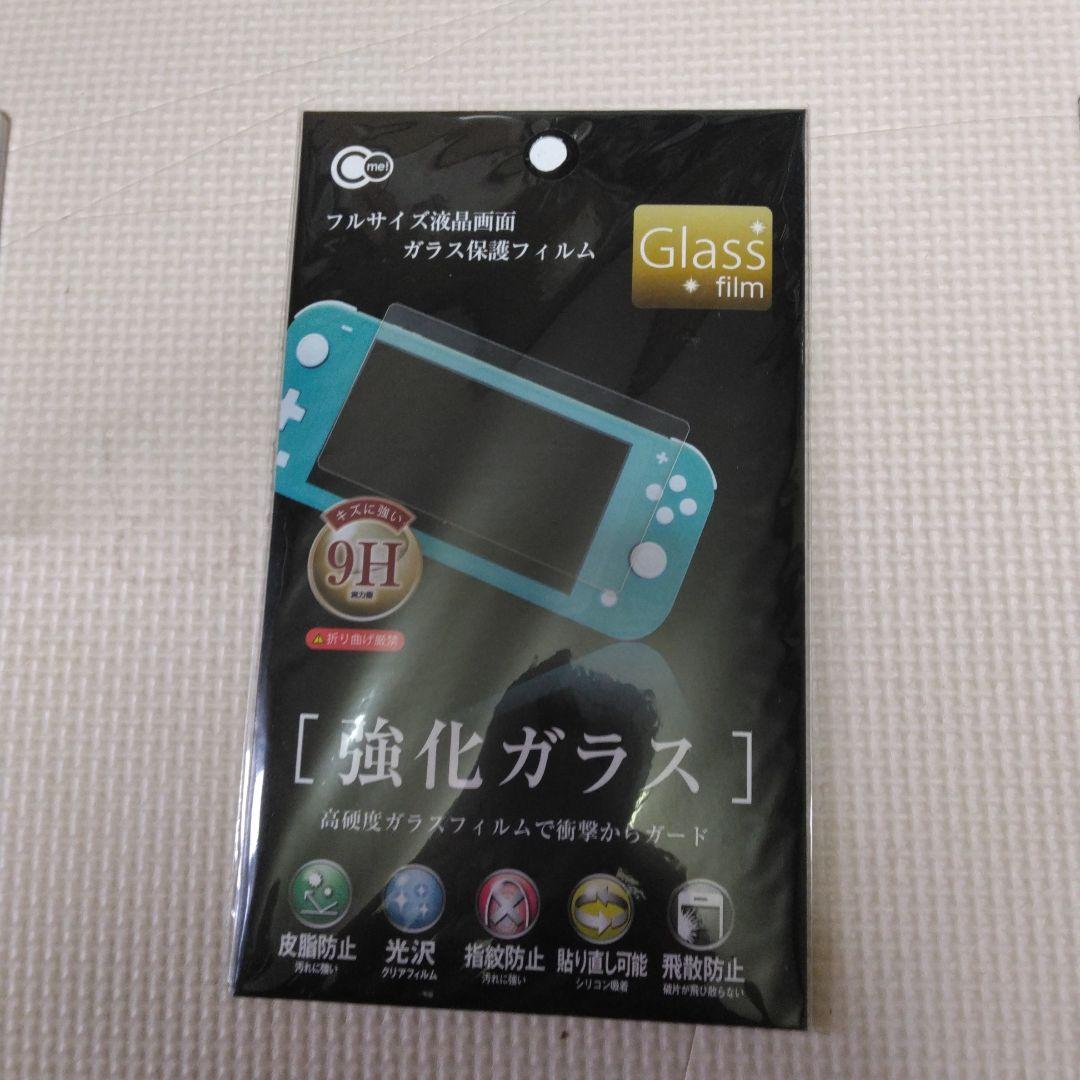 Cme!
フルサイズ液晶画面
ガラス保護フィルム
Glass
film
キズに強い
9H
⚠折り曲げ厳禁
[強化ガラス]
高硬度ガラスフィルムで衝撃からガード
皮脂防止
汚れに強い
光沢
クリアフィルム
指紋防止
汚れに強い
貼り直し可能
シリコン吸着
飛散防止
破片が飛び散らない